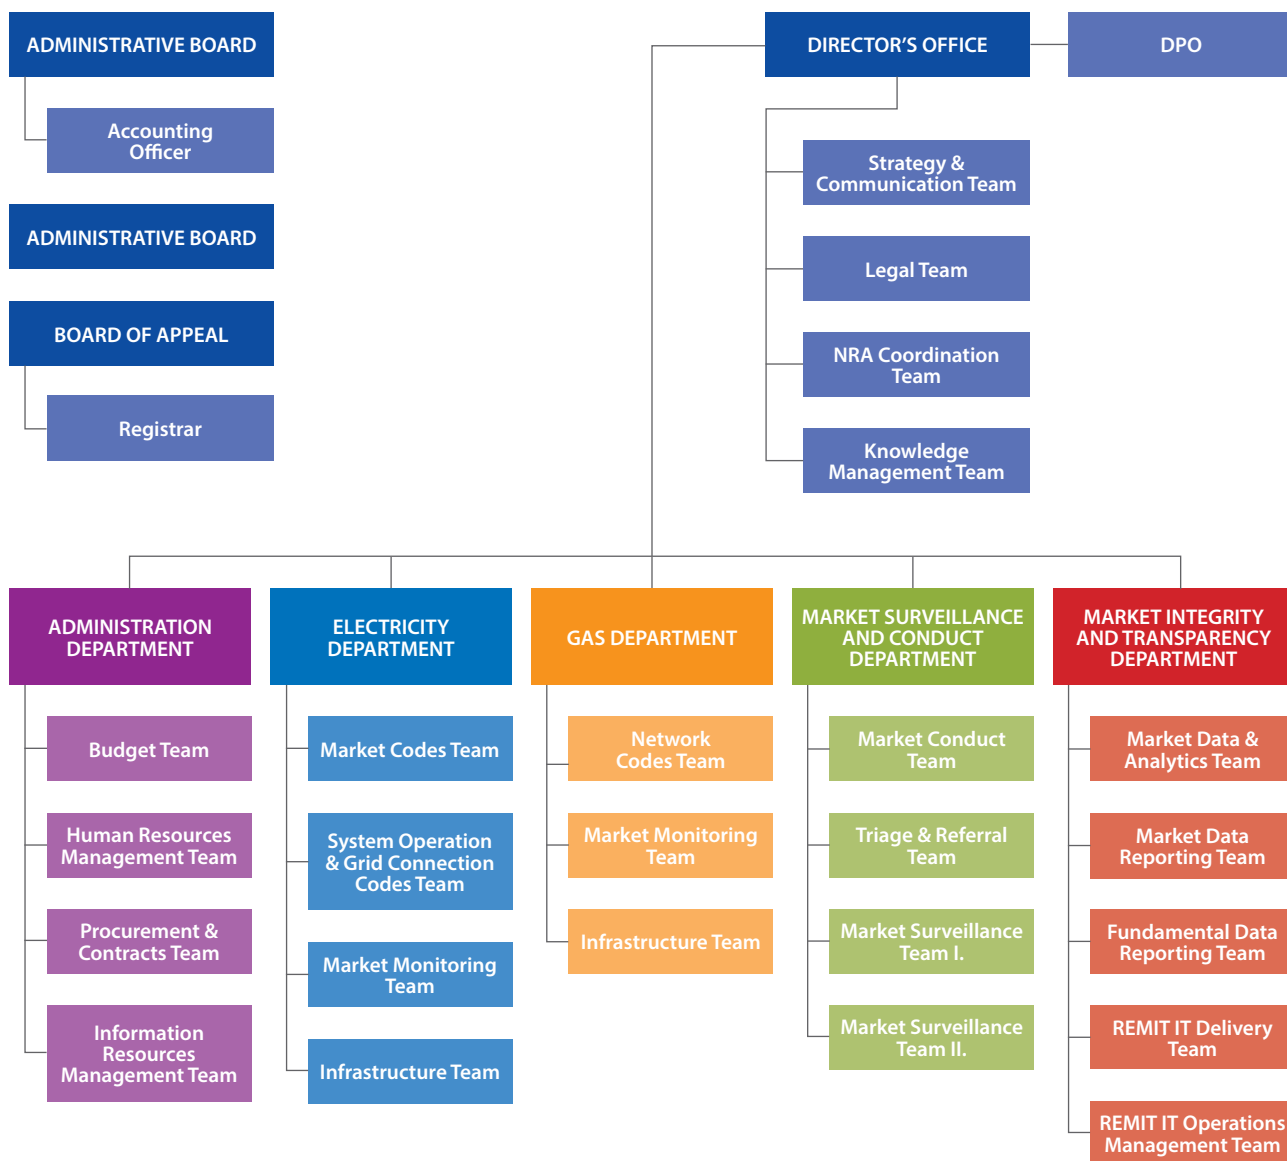 ADMINISTRATIVE BOARD
Accounting
Officer
ADMINISTRATIVE BOARD
BOARD OF APPEAL
Registrar
DIRECTOR’S OFFICE
DPO
Strategy &
Communication Team
Legal Team
NRA Coordination
Team
Knowledge
Management Team
ADMINISTRATION
DEPARTMENT
Budget Team
Human Resources
Management Team
Procurement &
Contracts Team
Information
Resources
Management Team
ELECTRICITY
DEPARTMENT
Market Codes Team
System Operation
& Grid Connection
Codes Team
Market Monitoring
Team
Infrastructure Team
GAS DEPARTMENT
Network
Codes Team
Market Monitoring
Team
Infrastructure Team
MARKET SURVEILLANCE
AND CONDUCT
DEPARTMENT
Market Conduct
Team
Triage & Referral
Team
Market Surveillance
Team I.
Market Surveillance
Team II.
MARKET INTEGRITY
AND TRANSPARENCY
DEPARTMENT
Market Data &
Analytics Team
Market Data
Reporting Team
Fundamental Data
Reporting Team
REMIT IT Delivery
Team
REMIT IT Operations
Management Team